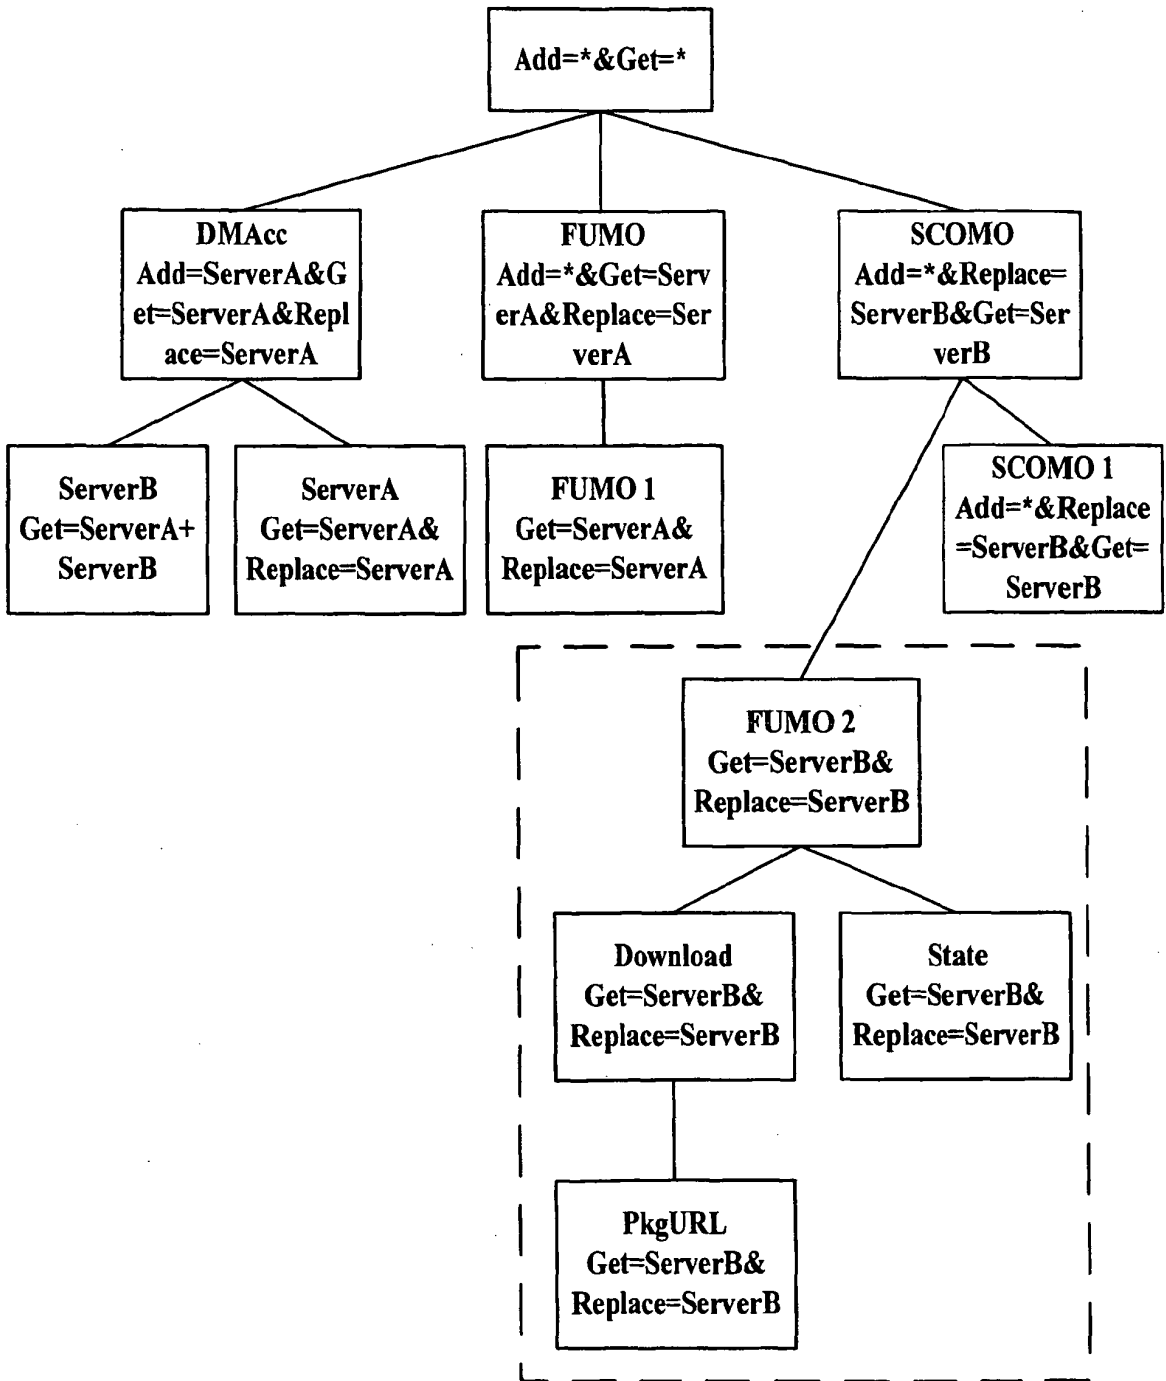 Add=*&Get=*
DMAcc
Add=ServerA&G
et=ServerA&Repl
ace=ServerA
FUMO
Add=*&Get=Serv
erA&Replace=Ser
verA
SCOMO
Add=*&Replace=
ServerB&Get=Ser
verB
ServerB
Get=ServerA+
ServerB
ServerA
Get=ServerA&
Replace=ServerA
FUMO 1
Get=ServerA&
Replace=ServerA
SCOMO 1
Add=*&Replace
=ServerB&Get=
ServerB
FUMO 2
Get=ServerB&
Replace=ServerB
Download
Get=ServerB&
Replace=ServerB
State
Get=ServerB&
Replace=ServerB
PkgURL
Get=ServerB&
Replace=ServerB